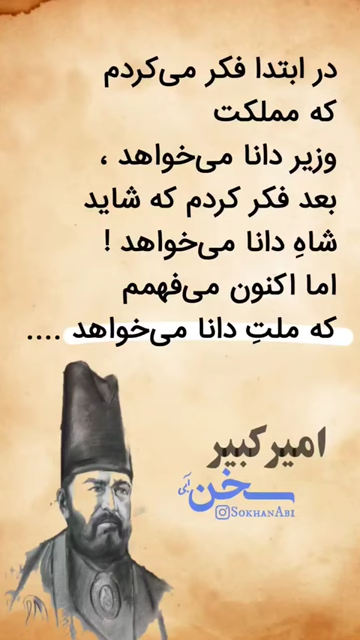 در ابتدا فکر می‌کردم
که مملکت
وزیر دانا می‌خواهد ،
بعد فکر کردم که شاید
شاهِ دانا می‌خواهد !
اما اکنون می‌فهمم
که ملتِ دانا می‌خواهد ....
امیرکبیر
سخن آبی
SOKHANABI